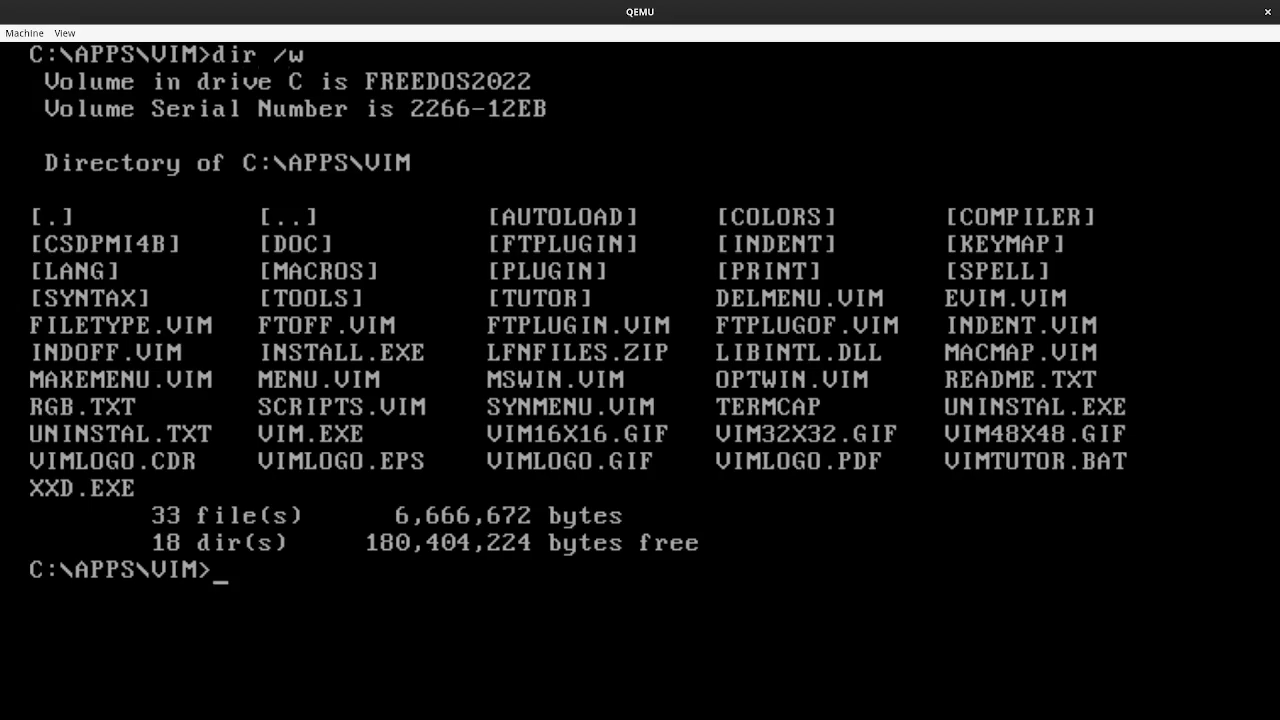 QEMU
×
Machine View
C:\APPS\VIM>dir /w
Volume in drive C is FREEDOS2022
Volume Serial Number is 2266-12EB
Directory of C:\APPS\VIM
[.] [..] [AUTOLOAD] [COLORS] [COMPILER]
[CSDPMI4B] [DOC] [FTPLUGIN] [INDENT] [KEYMAP]
[LANG] [MACROS] [PLUGIN] [PRINT] [SPELL]
[SYNTAX] [TOOLS] [TUTOR] DELMENU.VIM EVIM.VIM
FILETYPE.VIM FTOFF.VIM FTPLUGIN.VIM FTPLUGOF.VIM INDENT.VIM
INDOFF.VIM INSTALL.EXE LFNFILES.ZIP LIBINTL.DLL MACMAP.VIM
MAKEMENU.VIM MENU.VIM MSWIN.VIM OPTWIN.VIM README.TXT
RGB.TXT SCRIPTS.VIM SYNMENU.VIM TERMCAP UNINSTAL.EXE
UNINSTAL.TXT VIM.EXE VIM16X16.GIF VIM32X32.GIF VIM48X48.GIF
VIMLOGO.CDR VIMLOGO.EPS VIMLOGO.GIF VIMLOGO.PDF VIMTUTOR.BAT
XXD.EXE
33 file(s) 6,666,672 bytes
18 dir(s) 180,404,224 bytes free
C:\APPS\VIM>_